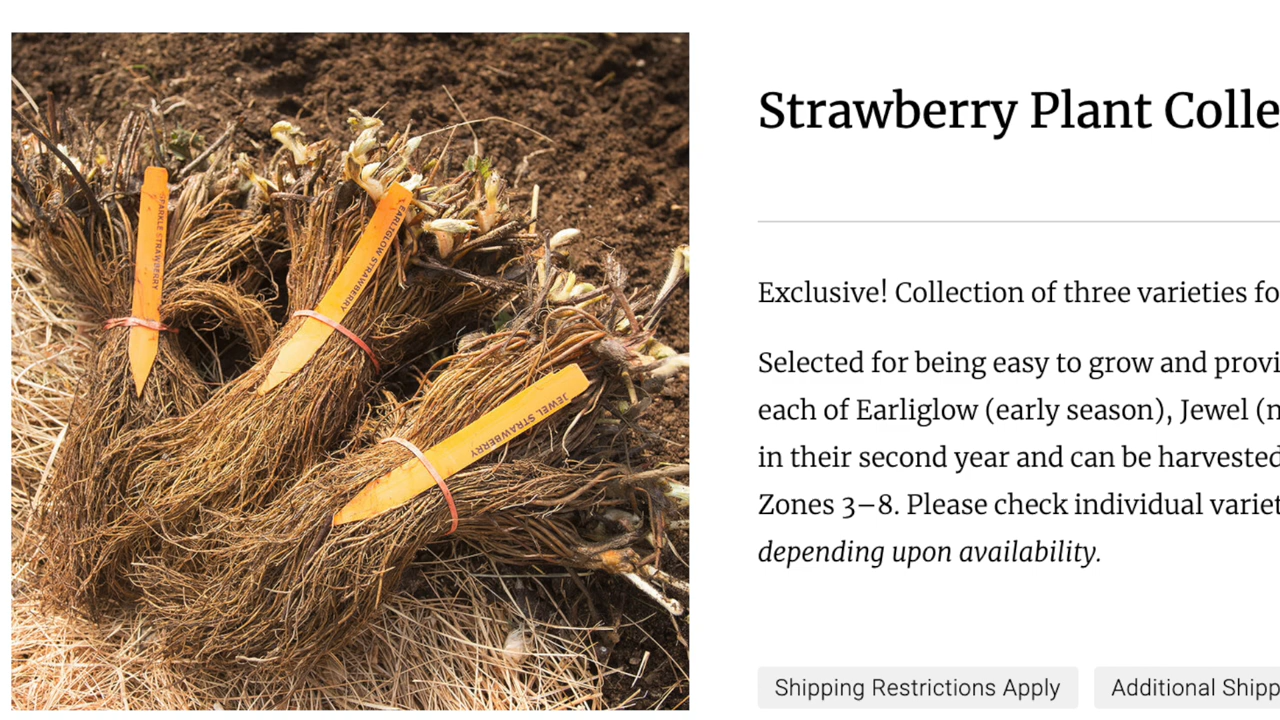 SPARKLE STRAWBERRY
EARLIGLOW STRAWBERRY
JEWEL STRAWBERRY
Strawberry Plant Colle
Exclusive! Collection of three varieties fo
Selected for being easy to grow and provi
each of Earliglow (early season), Jewel (
in their second year and can be harvested
Zones 3–8. Please check individual variet
depending upon availability.
Shipping Restrictions Apply
Additional Shipp